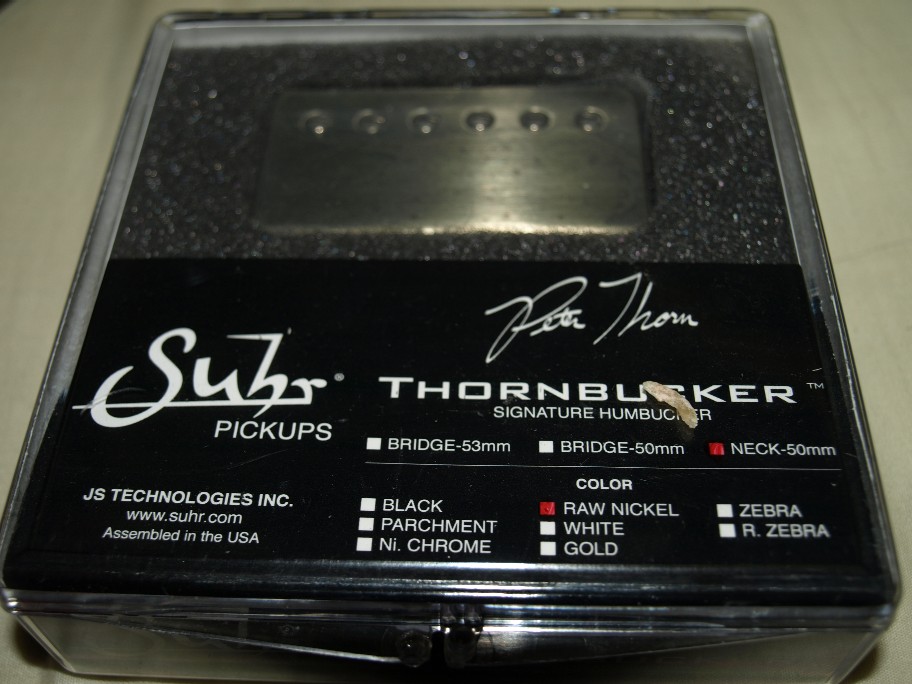 Pete Thorn
Suhr®
PICKUPS
THORNBUCKER™
SIGNATURE HUMBUCKER
BRIDGE-53mm BRIDGE-50mm NECK-50mm
COLOR
BLACK RAW NICKEL ZEBRA
PARCHMENT WHITE R. ZEBRA
Ni. CHROME GOLD
JS TECHNOLOGIES INC.
www.suhr.com
Assembled in the USA